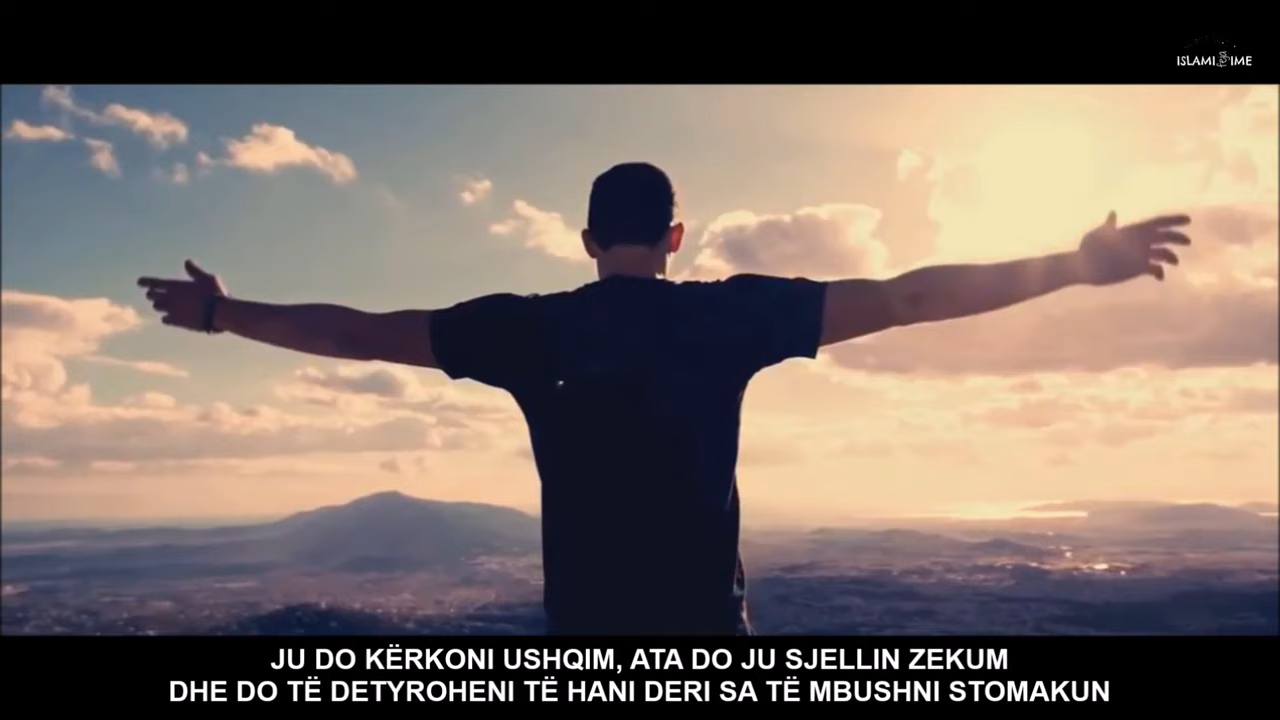 ISLAMI feja IME
JU DO KËRKONI USHQIM, ATA DO JU SJELLIN ZEKUM
DHE DO TË DETYROHENI TË HANI DERI SA TË MBUSHNI STOMAKUN